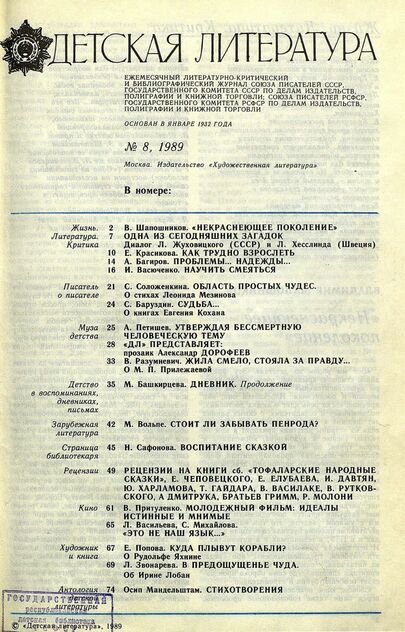 ДЕТСКАЯ ЛИТЕРАТУРА
ЕЖЕМЕСЯЧНЫЙ ЛИТЕРАТУРНО-КРИТИЧЕСКИЙ
И БИБЛИОГРАФИЧЕСКИЙ ЖУРНАЛ СОЮЗА ПИСАТЕЛЕЙ СССР,
ГОСУДАРСТВЕННОГО КОМИТЕТА СССР ПО ДЕЛАМ ИЗДАТЕЛЬСТВ,
ПОЛИГРАФИИ И КНИЖНОЙ ТОРГОВЛИ; СОЮЗА ПИСАТЕЛЕЙ РСФСР,
ГОСУДАРСТВЕННОГО КОМИТЕТА РСФСР ПО ДЕЛАМ ИЗДАТЕЛЬСТВ,
ПОЛИГРАФИИ И КНИЖНОЙ ТОРГОВЛИ
ОСНОВАН В ЯНВАРЕ 1932 ГОДА
№ 8, 1989
Москва. Издательство «Художественная литература»
В номере:
Жизнь. 2 В. Шапошников. «НЕКРАСНЕЮЩЕЕ ПОКОЛЕНИЕ»
Литература. 7 ОДНА ИЗ СЕГОДНЯШНИХ ЗАГАДОК
Критика Диалог Л. Жуховицкого (СССР) и Л. Хесслинда (Швеция)
10 Е. Красикова. КАК ТРУДНО ВЗРОСЛЕТЬ
14 А. Багиров. ПРОБЛЕМЫ... НАДЕЖДЫ...
16 И. Васюченко. НАУЧИТЬ СМЕЯТЬСЯ
Писатель 21 С. Соложенкина. ОБЛАСТЬ ПРОСТЫХ ЧУДЕС.
о писателе О стихах Леонида Мезинова
24 С. Баруздин. СУДЬБА...
О книгах Евгения Кохана
Муза 25 А. Петишев. УТВЕРЖДАЯ БЕССМЕРТНУЮ
детства ЧЕЛОВЕЧЕСКУЮ ТЕМУ
28 «ДЛ» ПРЕДСТАВЛЯЕТ:
прозаик Александр ДОРОФЕЕВ
33 В. Разумневич. ЖИЛА СМЕЛО, СТОЯЛА ЗА ПРАВДУ...
О М. П. Прилежаевой
Детство 35 М. Башкирцева. ДНЕВНИК. Продолжение
в воспоминаниях,
дневниках,
письмах
Зарубежная 42 М. Вольпе. СТОИТ ЛИ ЗАБЫВАТЬ ПЕНРОДА?
литература
Страница 45 Н. Сафонова. ВОСПИТАНИЕ СКАЗКОЙ
библиотекаря
Рецензии 49 РЕЦЕНЗИИ НА КНИГИ сб. «ТОФАЛАРСКИЕ НАРОДНЫЕ
СКАЗКИ», Е. ЧЕПОВЕЦКОГО, Е. ЕЛУБАЕВА, И. ДАВТЯН,
Ю. ХАРЛАМОВА, Т. ГАЙДАРА, В. ВАСИЛАКЕ, В. РУТКОВ-
СКОГО, А ДМИТРУКА, БРАТЬЕВ ГРИММ, Р. МОЛОНИ
Кино 61 В. Притуленко. МОЛОДЕЖНЫЙ ФИЛЬМ: ИДЕАЛЫ
ИСТИННЫЕ И МНИМЫЕ
65 Л. Васильева, С. Михайлова.
«ЭТО НЕ НАШ ЯЗЫК...»
Художник 67 Е. Попова. КУДА ПЛЫВУТ КОРАБЛИ?
и книга О Рудольфе Яхнине
69 Л. Звонарева. В ПРЕДОЩУЩЕНЬЕ ЧУДА.
Об Ирине Лобан
Антология 74 Осип Мандельштам. СТИХОТВОРЕНИЯ
детской
литературы
ГОСУДАРСТВЕННЫЙ
республиканская
детская библиотека
© «Детская литература», 1989